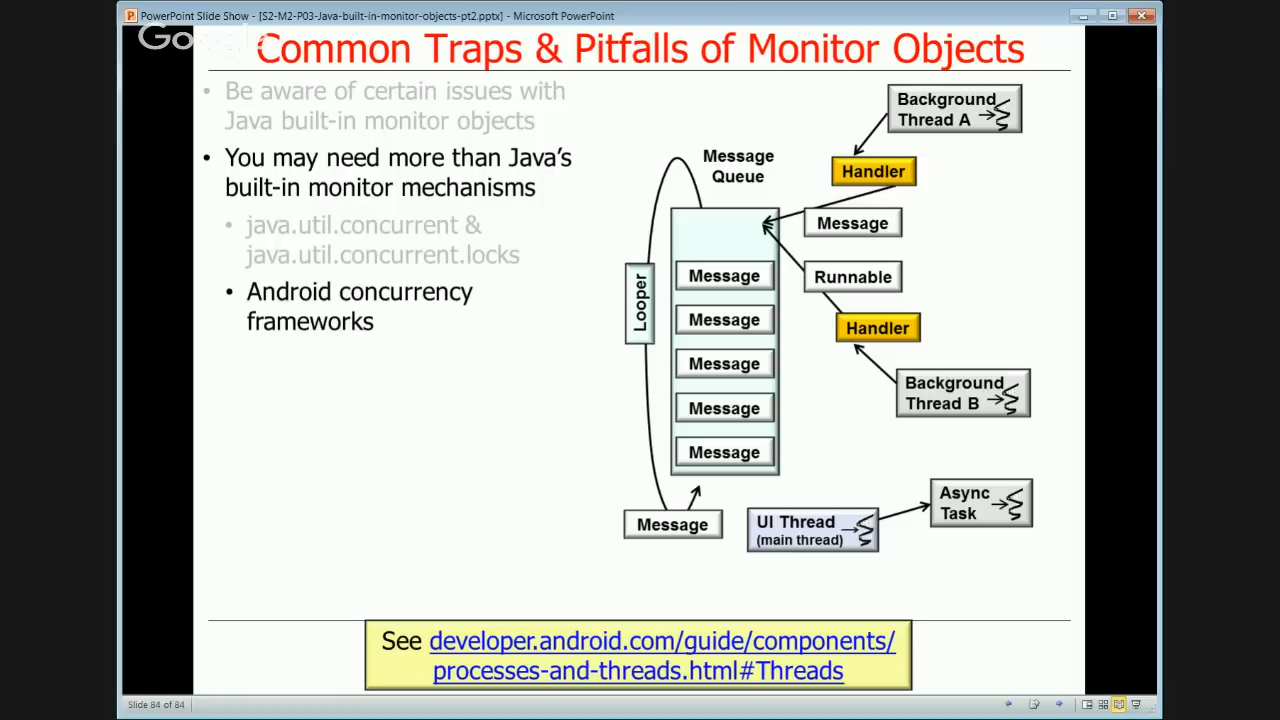 PowerPoint Slide Show - [S2-M2-P03-Java-built-in-monitor-objects-pt2.pptx] - Microsoft PowerPoint
Google
Common Traps & Pitfalls of Monitor Objects
• Be aware of certain issues with
Java built-in monitor objects
• You may need more than Java's
built-in monitor mechanisms
• java.util.concurrent &
java.util.concurrent.locks
• Android concurrency
frameworks
Message
Queue
Looper
Message
Message
Message
Message
Message
Message
Background
Thread A
Handler
Message
Runnable
Handler
Background
Thread B
Async
Task
UI Thread
(main thread)
See developer.android.com/guide/components/
processes-and-threads.html#Threads
Slide 84 of 84